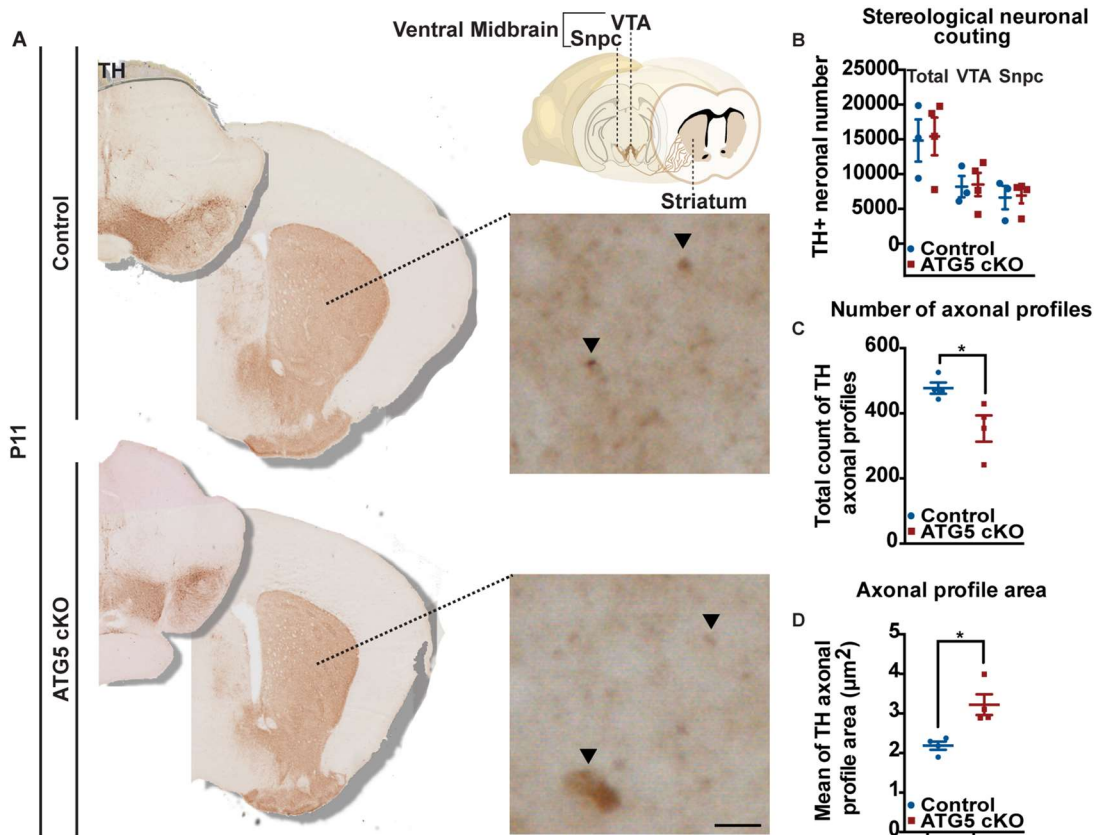 A
P11
Control
ATG5 cKO
TH
Ventral Midbrain
VTA
Snpc
Striatum
B
Stereological neuronal
couting
TH+ neronal number
25000
20000
15000
10000
5000
0
Total VTA Snpc
Control
ATG5 cKO
C
Number of axonal profiles
Total count of TH
axonal profiles
600
400
200
0
*
Control
ATG5 cKO
D
Axonal profile area
Mean of TH axonal
profile area (µm²)
5
4
3
2
1
0
*
Control
ATG5 cKO